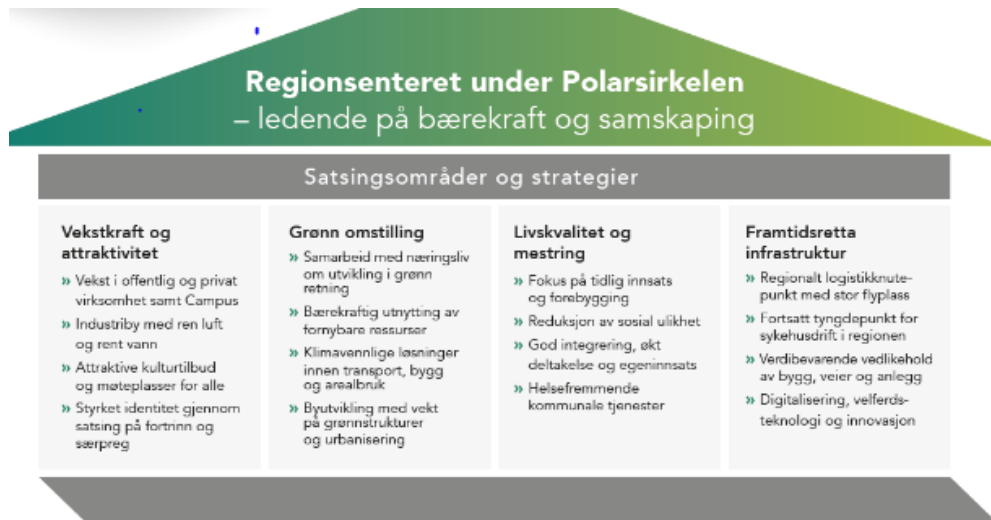 Regionsenteret under Polarsirkelen
– ledende på bærekraft og samskaping
Satsingsområder og strategier
Vekstkraft og
attraktivitet
» Vekst i offentlig og privat
virksomhet samt Campus
» Industriby med ren luft
og rent vann
» Attraktive kulturtilbud
og møteplasser for alle
» Styrket identitet gjennom
satsing på fortrinn og
særpreg
Grønn omstilling
» Samarbeid med næringsliv
om utvikling i grønn
retning
» Bærekraftig utnytting av
fornybare ressurser
» Klimavennlige løsninger
innen transport, bygg
og arealbruk
» Byutvikling med vekt
på grønnstrukturer
og urbanisering
Livskvalitet og
mestring
» Fokus på tidlig innsats
og forebygging
» Reduksjon av sosial ulikhet
» God integrering, økt
deltakelse og egeninnsats
» Helsefremmende
kommunale tjenester
Framtidsretta
infrastruktur
» Regionalt logistikknute-
punkt med stor flyplass
» Fortsatt tyngdepunkt for
sykehusdrift i regionen
» Verdibevarende vedlikehold
av bygg, veier og anlegg
» Digitalisering, velferds-
teknologi og innovasjon